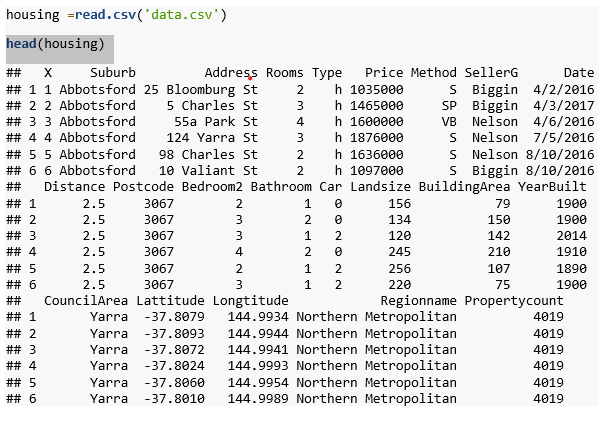 housing =read.csv('data.csv')
head(housing)
##   X     Suburb          Address Rooms Type   Price Method SellerG      Date
## 1 1 Abbotsford 25 Bloomburg St     2    h 1035000      S  Biggin  4/2/2016
## 2 2 Abbotsford     5 Charles St     3    h 1465000     SP  Biggin  4/3/2017
## 3 3 Abbotsford      55a Park St     4    h 1600000     VB  Nelson  4/6/2016
## 4 4 Abbotsford     124 Yarra St     3    h 1876000      S  Nelson  7/5/2016
## 5 5 Abbotsford    98 Charles St     2    h 1636000      S  Nelson 8/10/2016
## 6 6 Abbotsford    10 Valiant St     2    h 1097000      S  Biggin 8/10/2016
##   Distance Postcode Bedroom2 Bathroom Car Landsize BuildingArea YearBuilt
## 1      2.5     3067        2        1   0      156           79      1900
## 2      2.5     3067        3        2   0      134          150      1900
## 3      2.5     3067        3        1   2      120          142      2014
## 4      2.5     3067        4        2   0      245          210      1910
## 5      2.5     3067        2        1   2      256          107      1890
## 6      2.5     3067        3        1   2      220           75      1900
##   CouncilArea Lattitude Longtitude            Regionname Propertycount
## 1       Yarra  -37.8079   144.9934 Northern Metropolitan          4019
## 2       Yarra  -37.8093   144.9944 Northern Metropolitan          4019
## 3       Yarra  -37.8072   144.9941 Northern Metropolitan          4019
## 4       Yarra  -37.8024   144.9993 Northern Metropolitan          4019
## 5       Yarra  -37.8060   144.9954 Northern Metropolitan          4019
## 6       Yarra  -37.8010   144.9989 Northern Metropolitan          4019